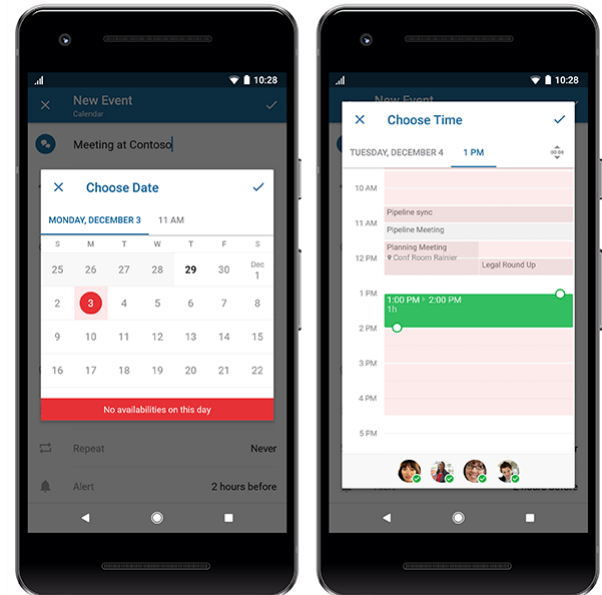 10:28
New Event
Calendar
Meeting at Contoso
Choose Date
MONDAY, DECEMBER 3 11 AM
S M T W T F S
25 26 27 28 29 30 Dec 1
2 3 4 5 6 7 8
9 10 11 12 13 14 15
16 17 18 19 20 21 22
No availabilities on this day
Repeat Never
Alert 2 hours before
10:28
New Event
Choose Time
TUESDAY, DECEMBER 4 1 PM
10 AM
Pipeline sync
11 AM
Pipeline Meeting
Planning Meeting
Conf Room Rainier
12 PM
Legal Round Up
1 PM
1:00 PM 2:00 PM
1h
2 PM
3 PM
4 PM
5 PM